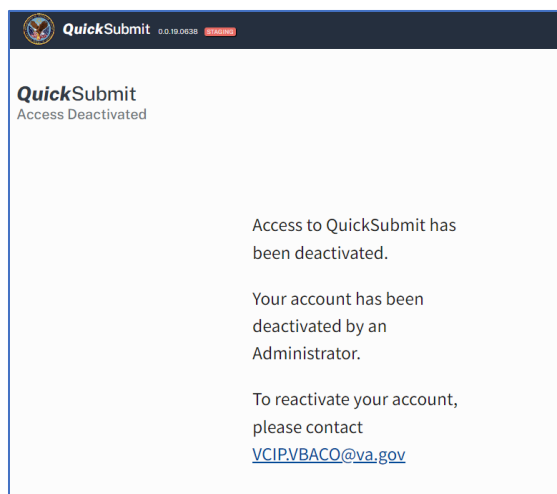 QuickSubmit 0.0.19.0638 STAGING
QuickSubmit
Access Deactivated
Access to QuickSubmit has
been deactivated.
Your account has been
deactivated by an
Administrator.
To reactivate your account,
please contact
VCIP.VBACO@va.gov